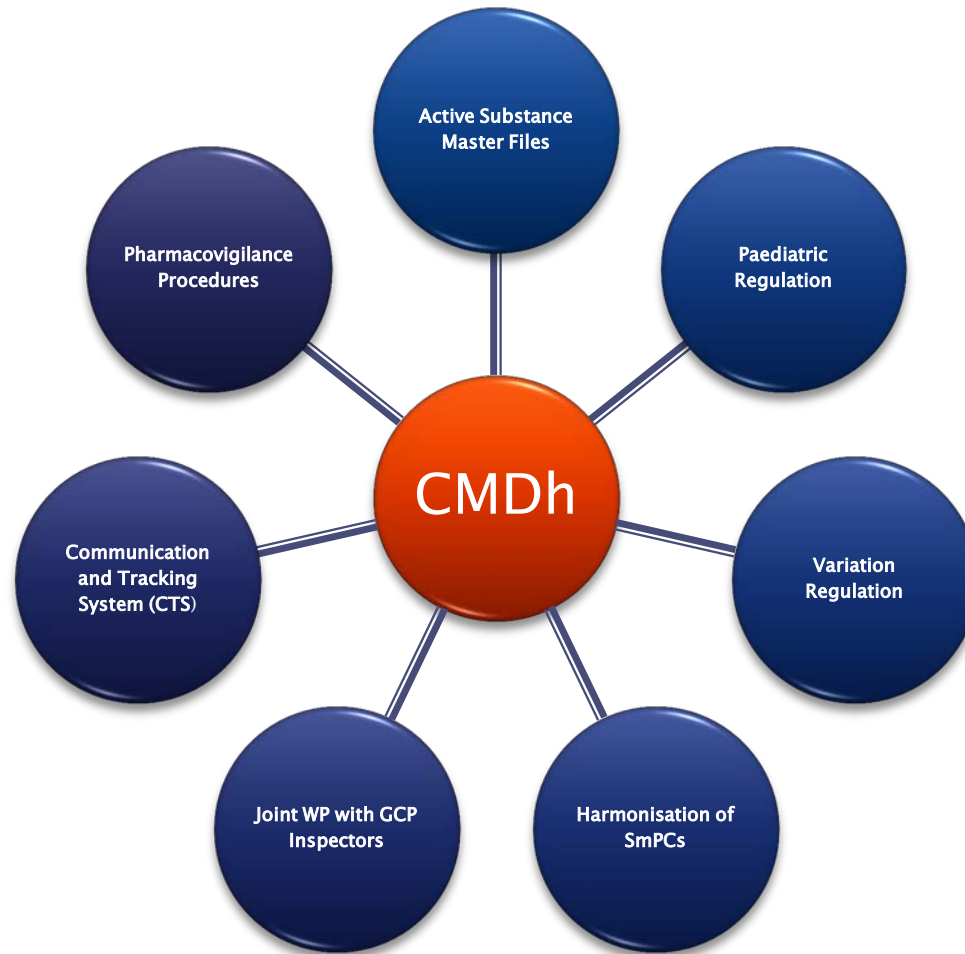 Active Substance
Master Files
Paediatric
Regulation
Variation
Regulation
Harmonisation of
SmPCs
Joint WP with GCP
Inspectors
Communication
and Tracking
System (CTS)
Pharmacovigilance
Procedures
CMDh